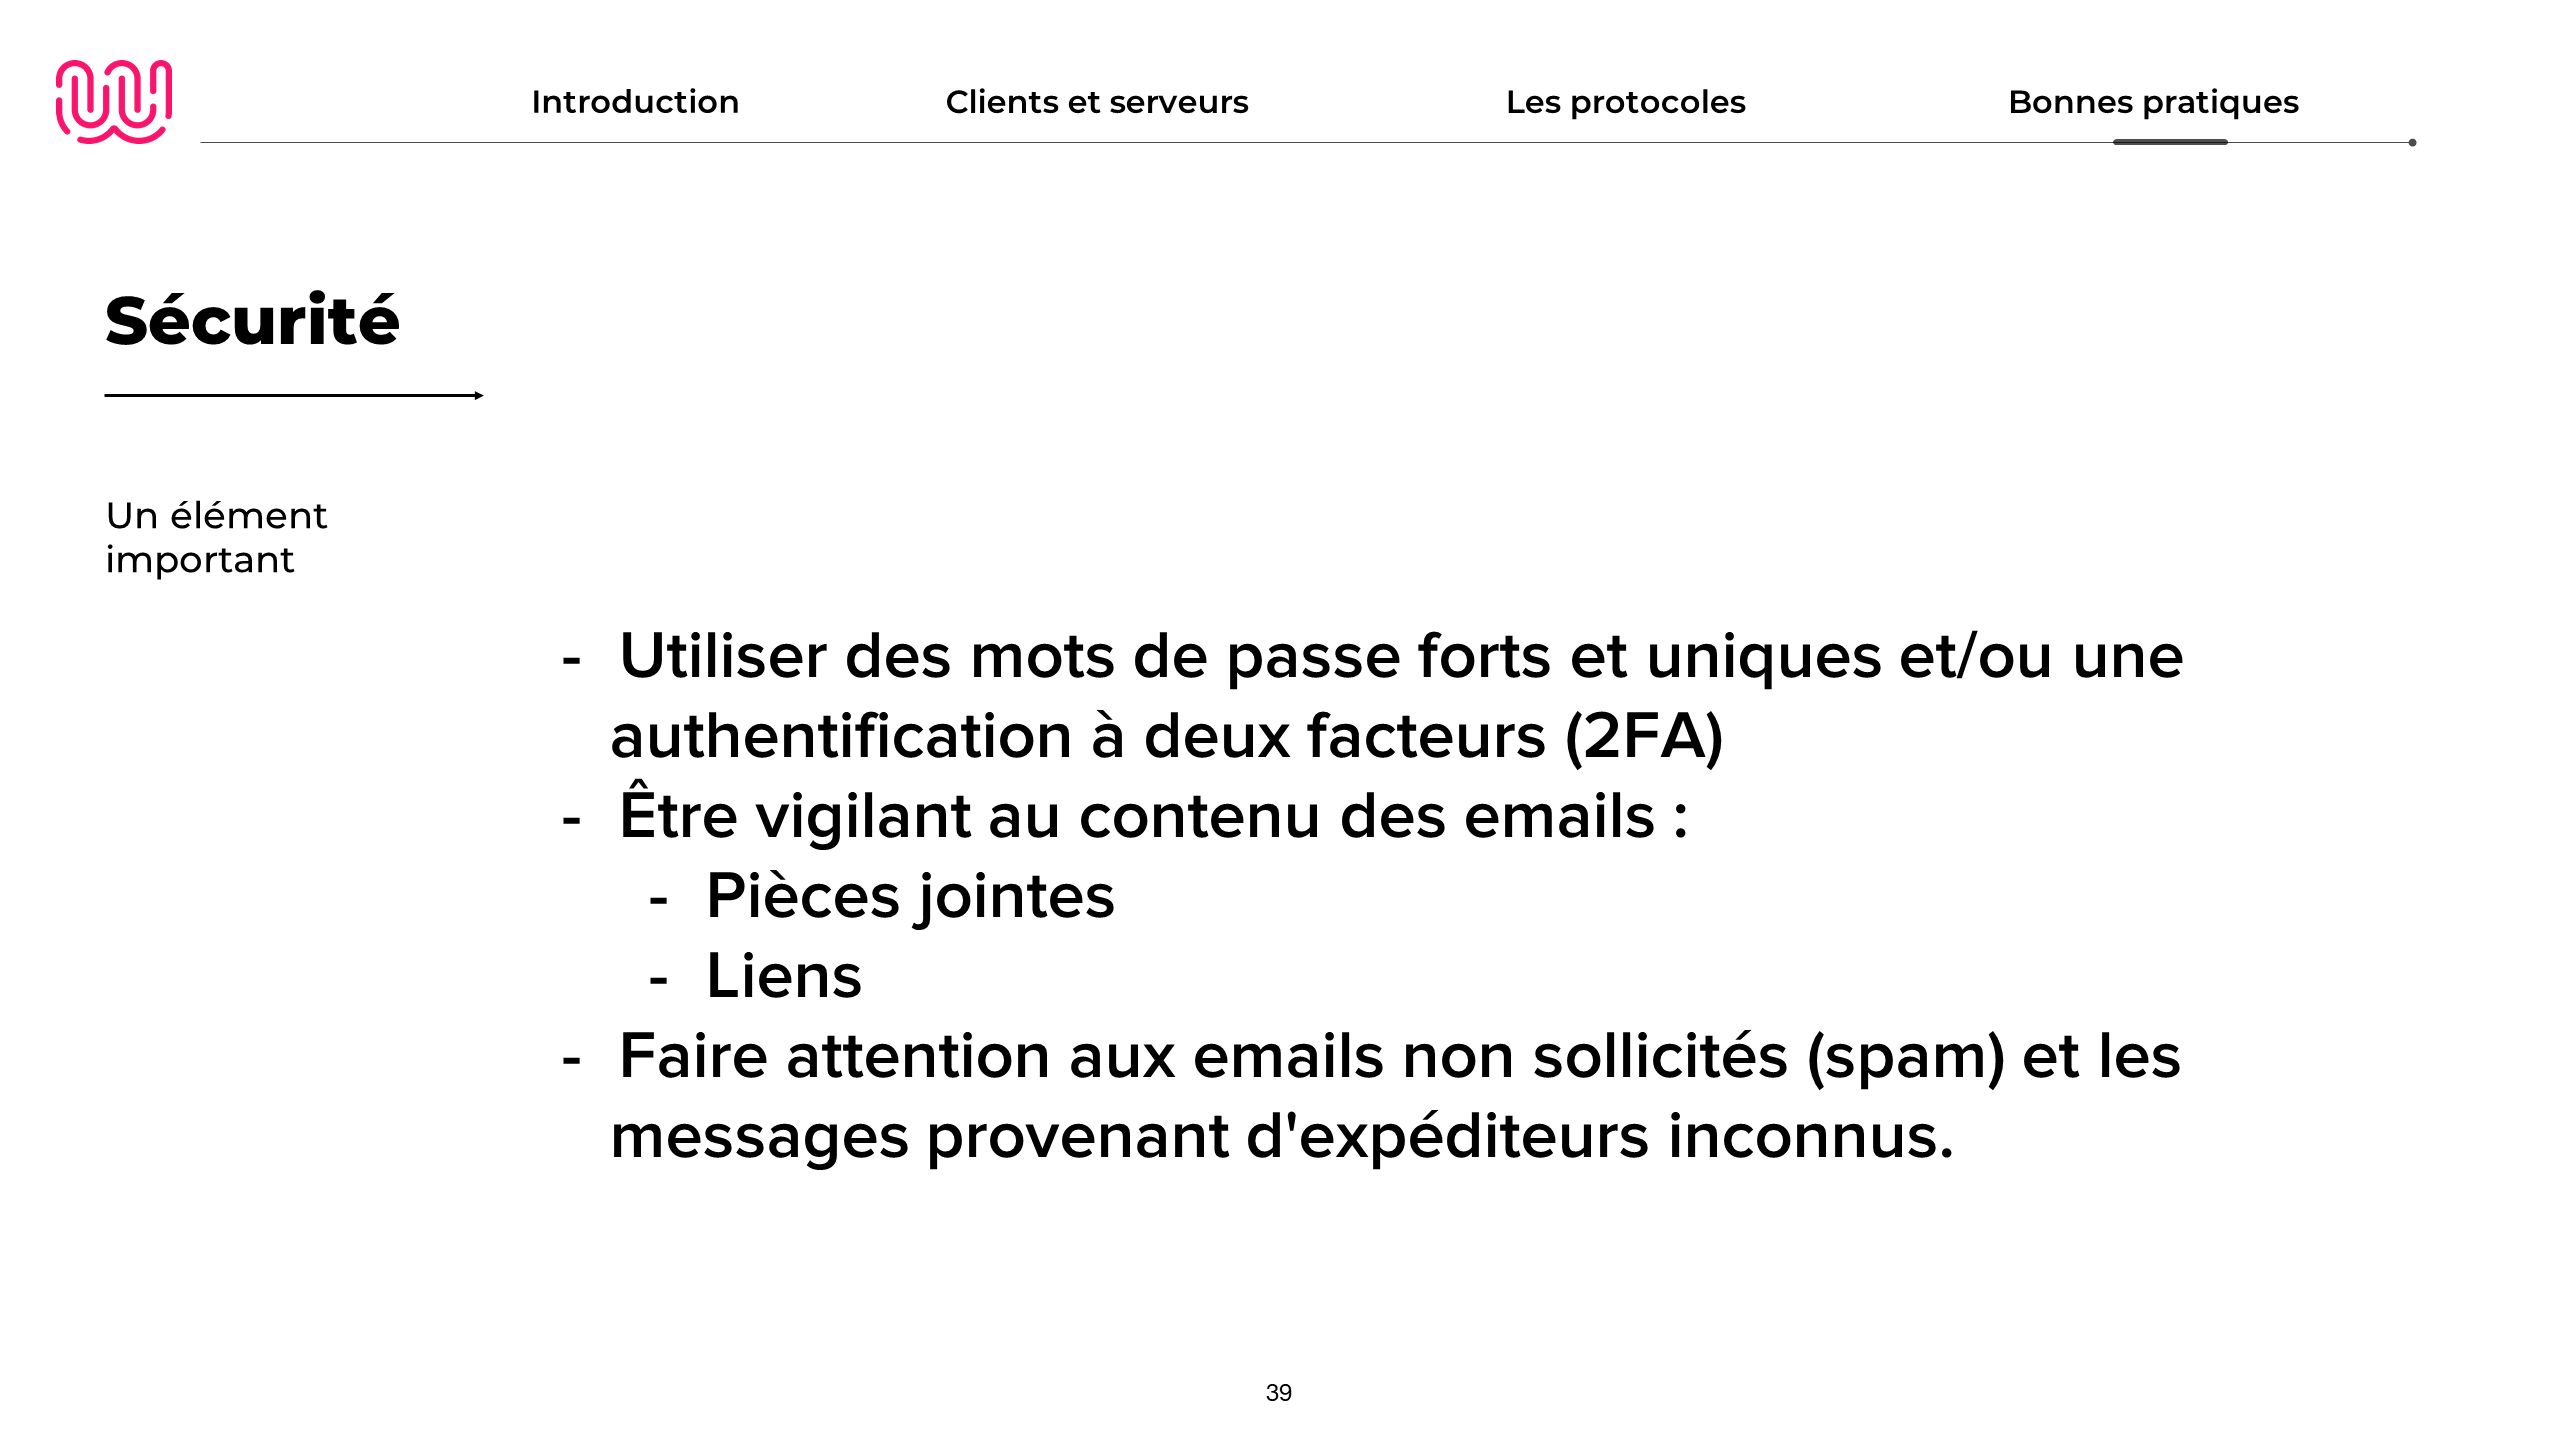 Introduction
Clients et serveurs
Les protocoles
Bonnes pratiques
Sécurité
Un élément
important
- Utiliser des mots de passe forts et uniques et/ou une
authentification à deux facteurs (2FA)
- Être vigilant au contenu des emails :
- Pièces jointes
- Liens
- Faire attention aux emails non sollicités (spam) et les
messages provenant d'expéditeurs inconnus.
39